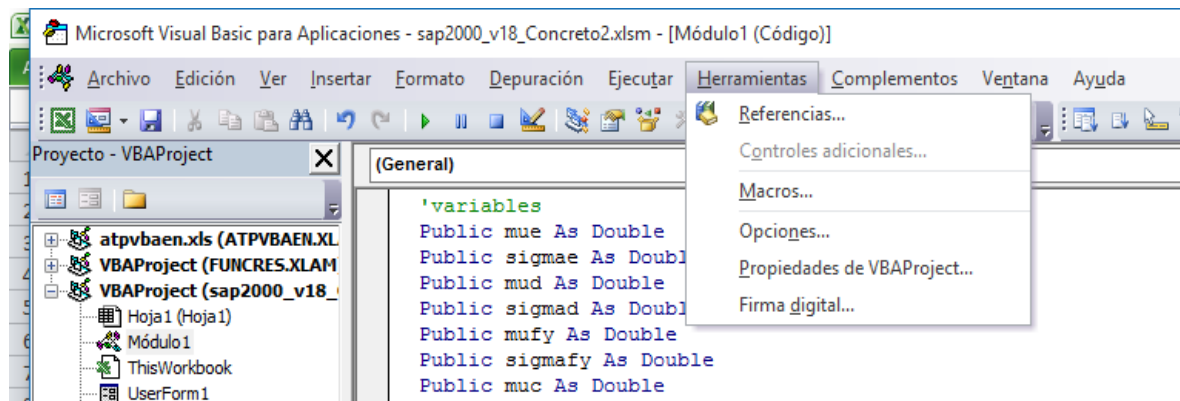 Microsoft Visual Basic para Aplicaciones - sap2000_v18_Concreto2.xlsm - [Módulo1 (Código)]
Archivo Edición Ver Insertar Formato Depuración Ejecutar Herramientas Complementos Ventana Ayuda
Referencias...
Controles adicionales...
Macros...
Opciones...
Propiedades de VBAProject...
Firma digital...
Proyecto - VBAProject
atpvbaen.xls (ATPVBAEN.XL
VBAProject (FUNCRES.XLAM
VBAProject (sap2000_v18_
Hoja1 (Hoja1)
Módulo1
ThisWorkbook
UserForm1
(General)
'variables
Public mue As Double
Public sigmae As Doubl
Public mud As Double
Public sigmad As Doubl
Public mufy As Double
Public sigmafy As Double
Public muc As Double